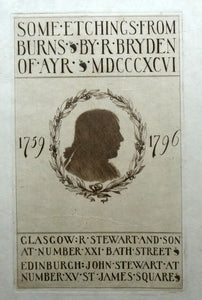 SOME ETCHINGS FROM
BURNS BY R BRYDEN
OF AYR MDCCCXCVI
1759 1796
GLASGOW: R STEWART AND SON
AT NUMBER XXI BATH STREET
EDINBURGH: JOHN STEWART AT
NUMBER XV ST JAMES SQUARE